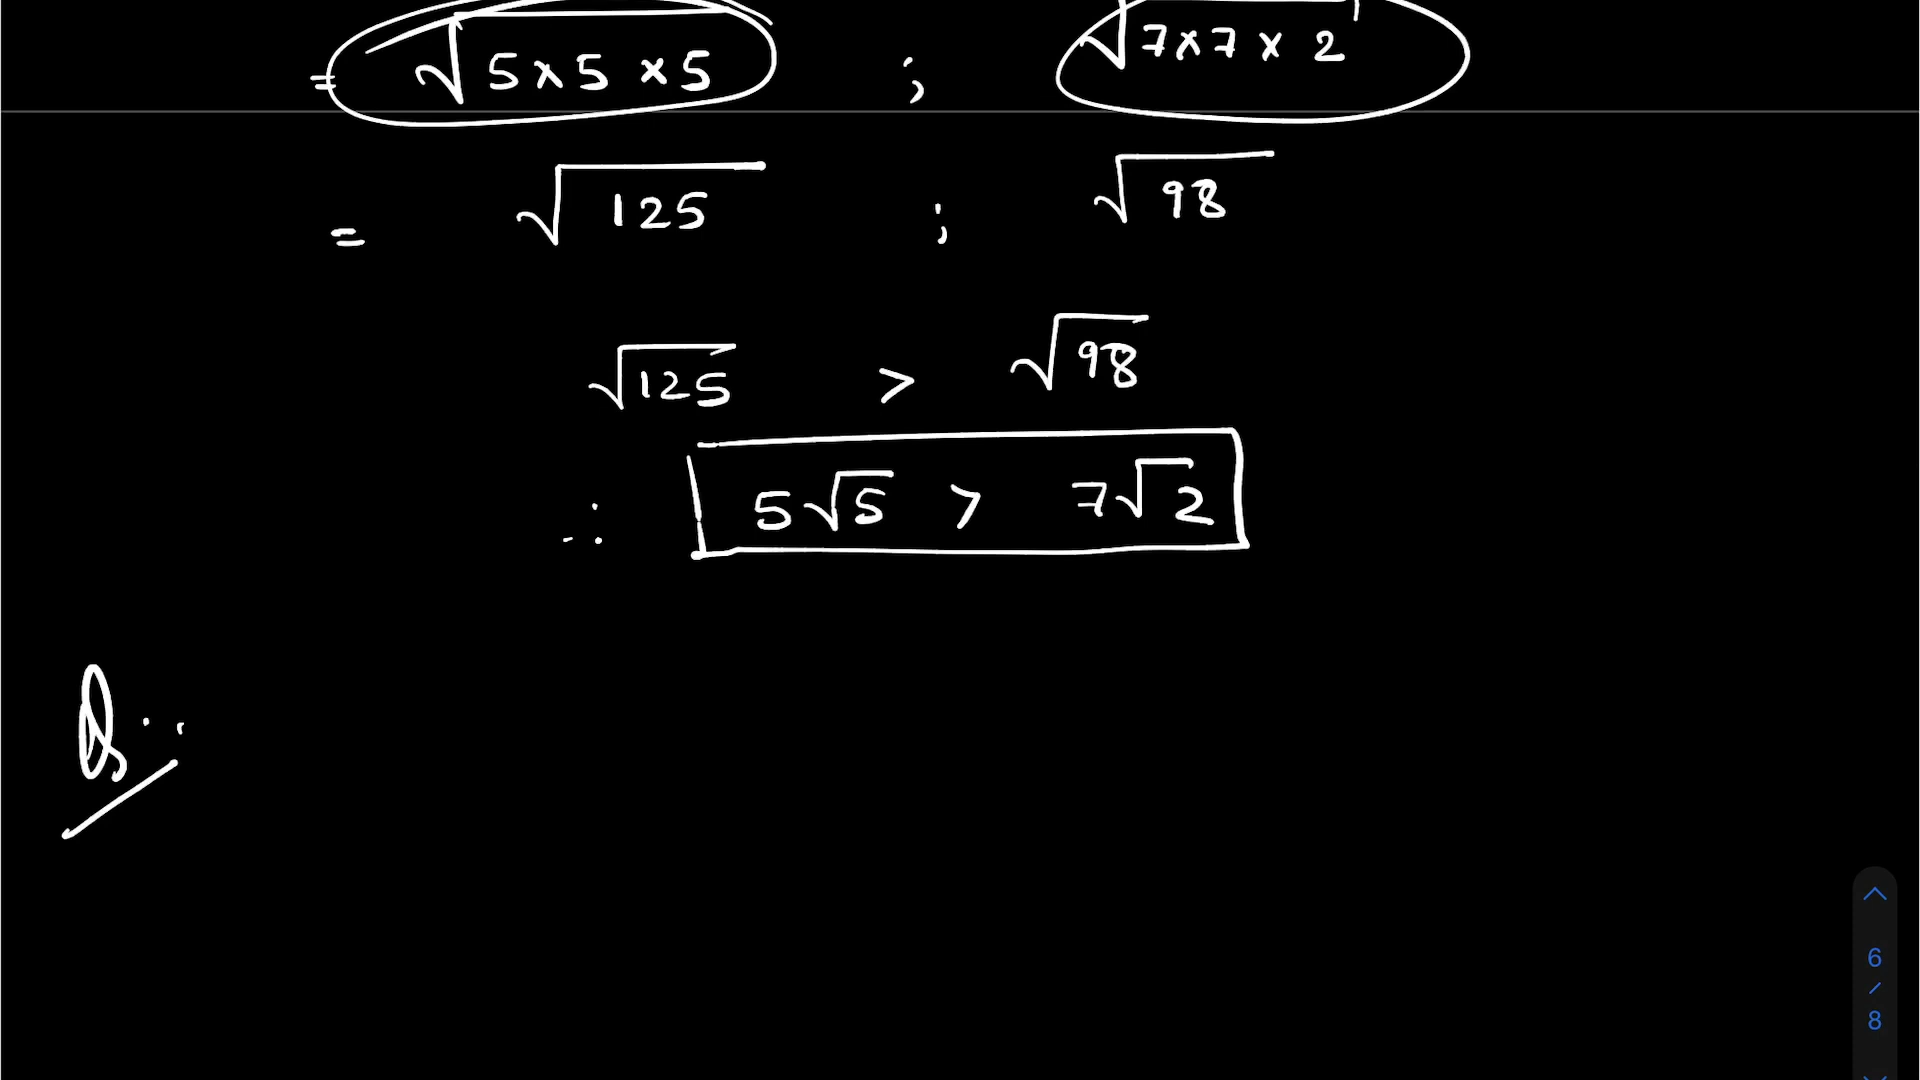 = √5×5×5 ; √7×7×2
= √125 ; √98
√125 > √98
∴ 5√5 > 7√2
Q:
6
/
8